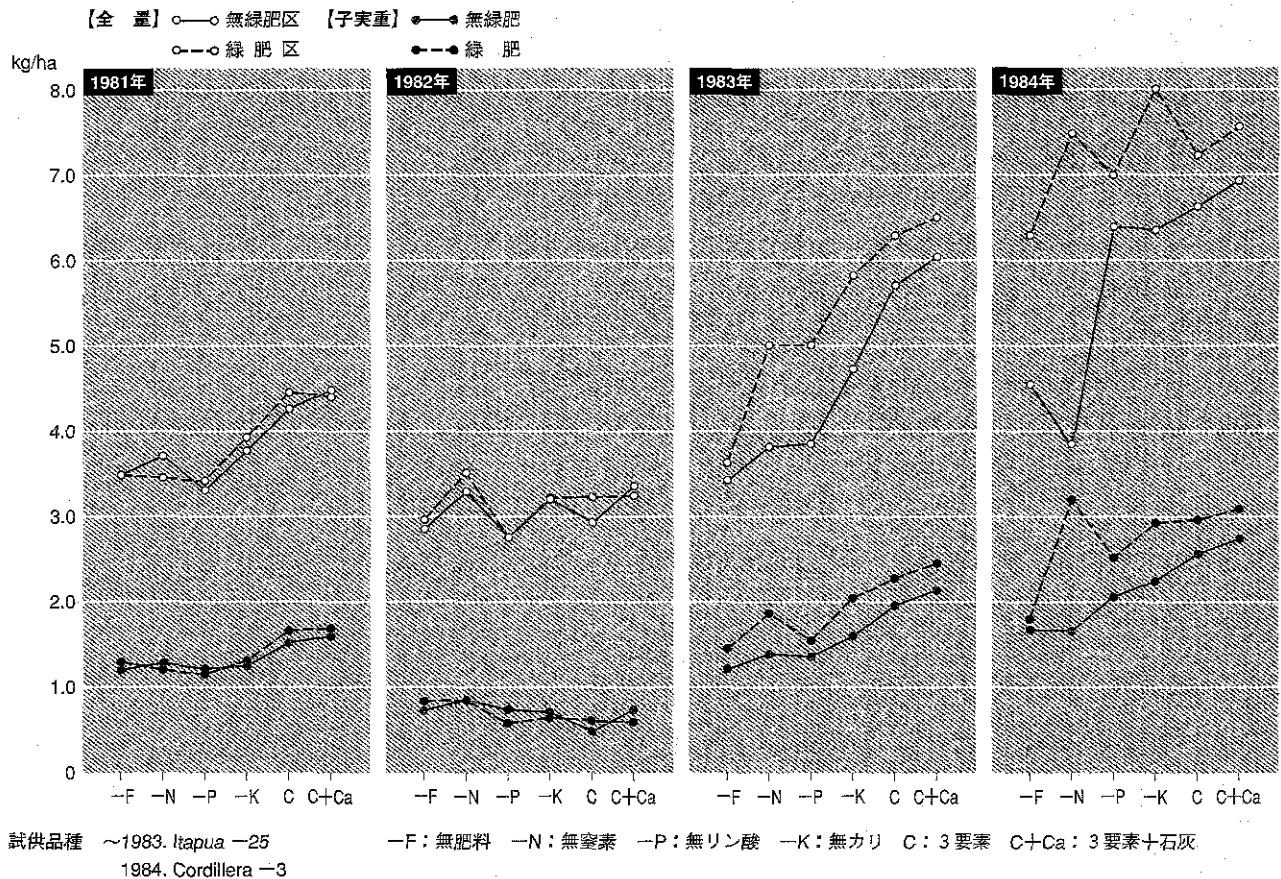 【全　量】 無緑肥区 【子実重】 無緑肥
緑 肥 区 緑　肥
kg/ha
1981年 1982年 1983年 1984年
8.0
7.0
6.0
5.0
4.0
3.0
2.0
1.0
0
−F −N −P −K C C+Ca −F −N −P −K C C+Ca −F −N −P −K C C+Ca −F −N −P −K C C+Ca
試供品種 〜1983. Itapua −25 −F：無肥料 −N：無窒素 −P：無リン酸 −K：無カリ C：３要素 C+Ca：３要素+石灰
1984. Cordillera −3